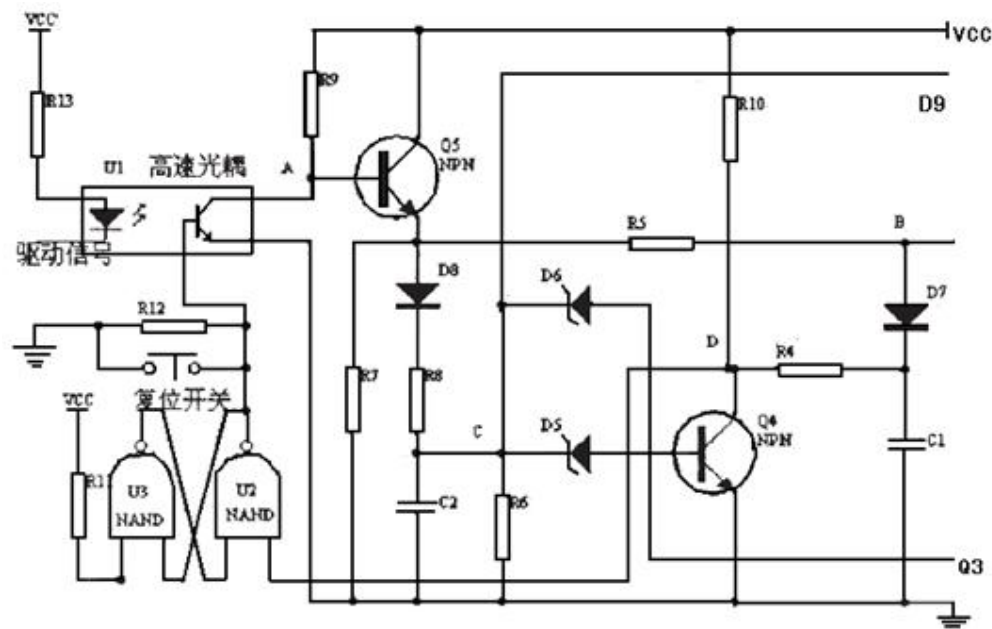 VCC
VCC
R9
R13
D9
R10
Q5
NPN
U1 高速光耦
A
R5
B
驱动信号
D8
D6
D7
R12
D
R4
R7
R8
复位开关
VCC
C
D5
Q4
NPN
C1
R11
U3
NAND
U2
NAND
C2
R6
Q3